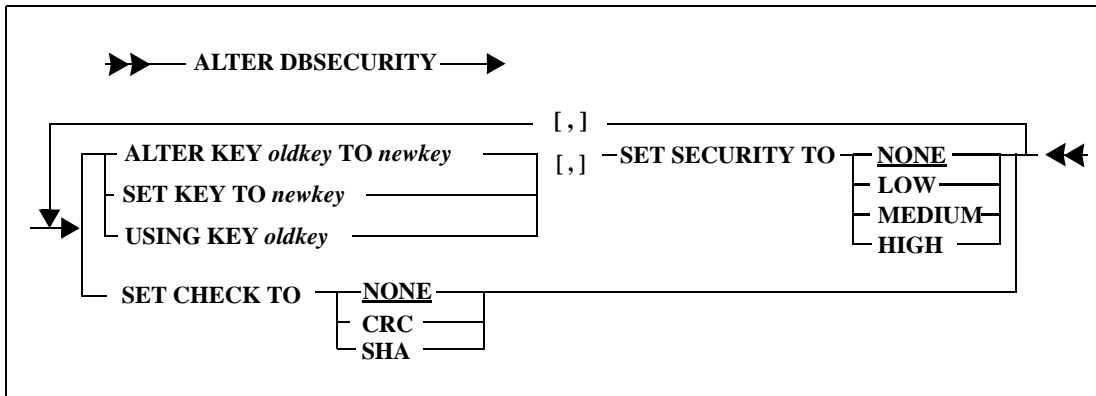 ALTER DBSECURITY
[ , ]
ALTER KEY oldkey TO newkey
[ , ] SET SECURITY TO NONE
LOW
SET KEY TO newkey
MEDIUM
USING KEY oldkey
HIGH
SET CHECK TO NONE
CRC
SHA